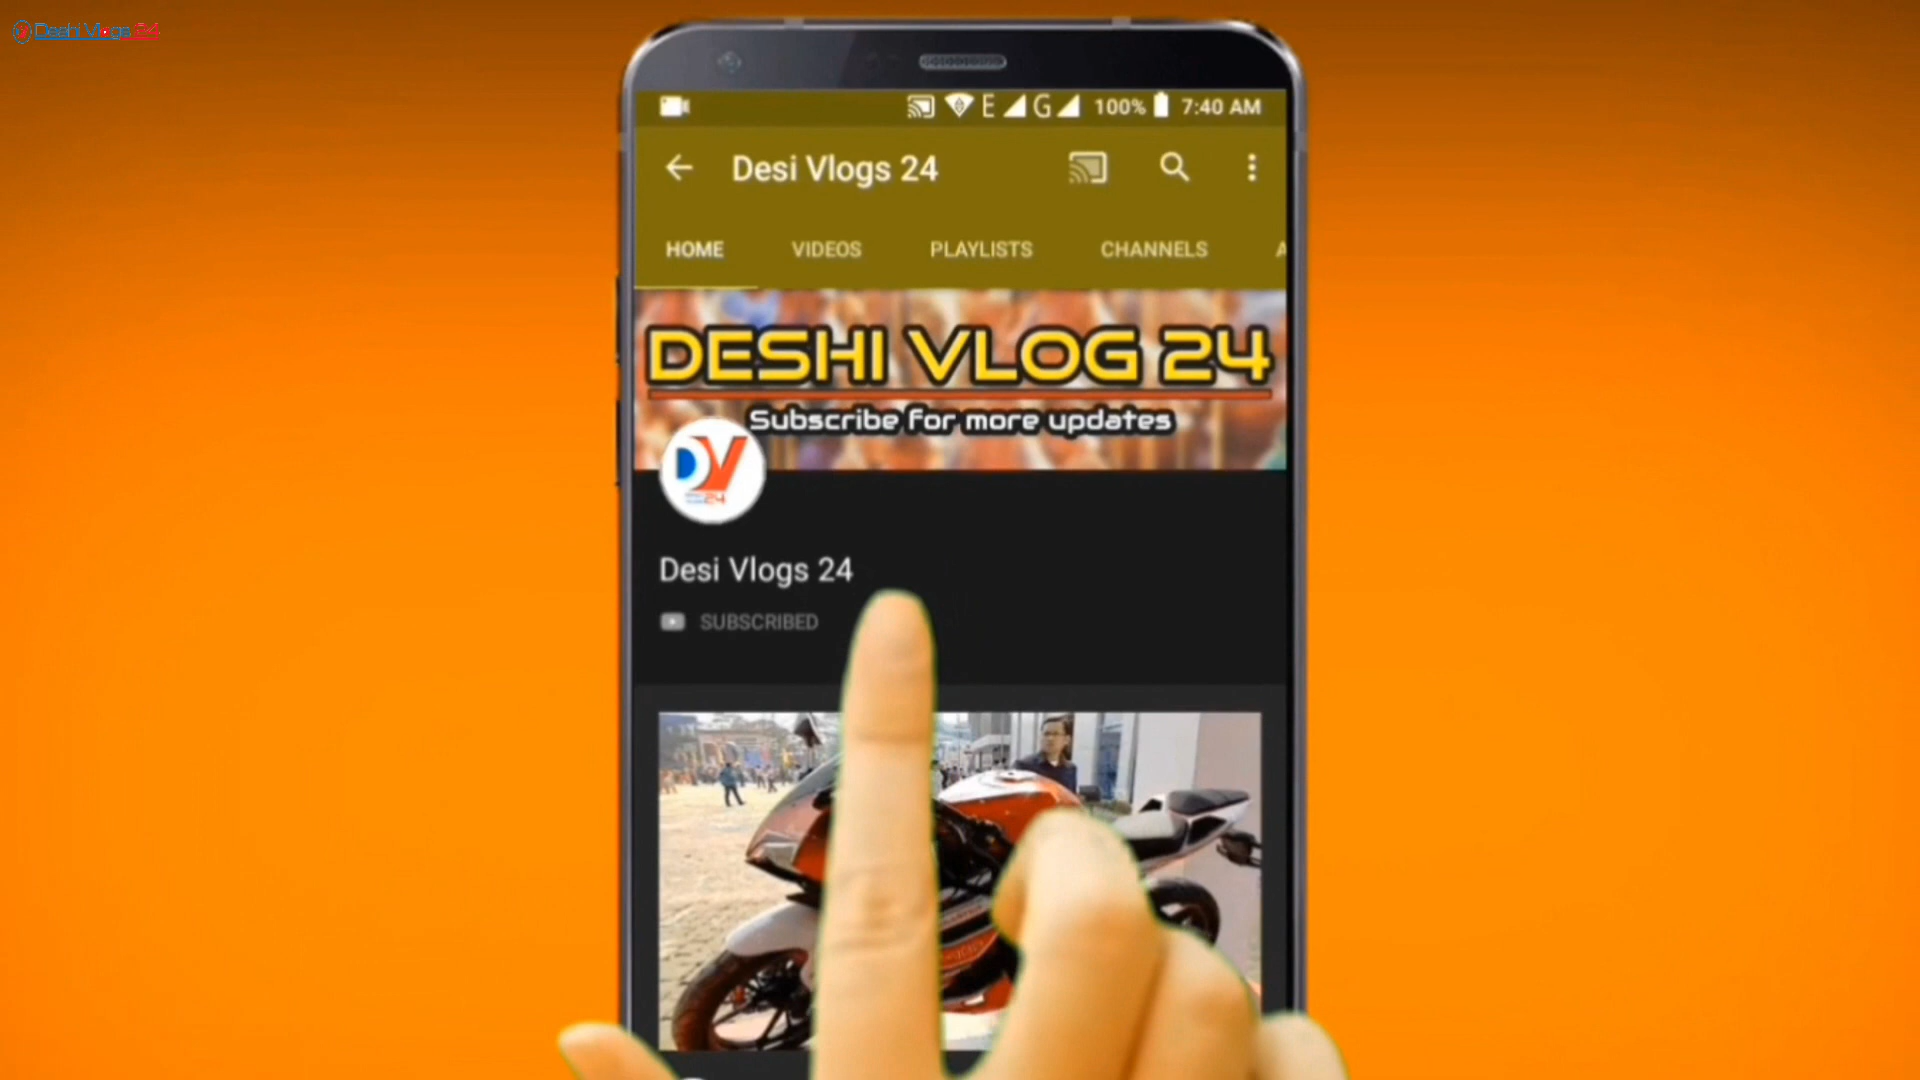 Deshi Vlogs 24
E G 100% 7:40 AM
Desi Vlogs 24
HOME VIDEOS PLAYLISTS CHANNELS A
DESHI VLOG 24
Subscribe for more updates
DV
24
Desi Vlogs 24
SUBSCRIBED